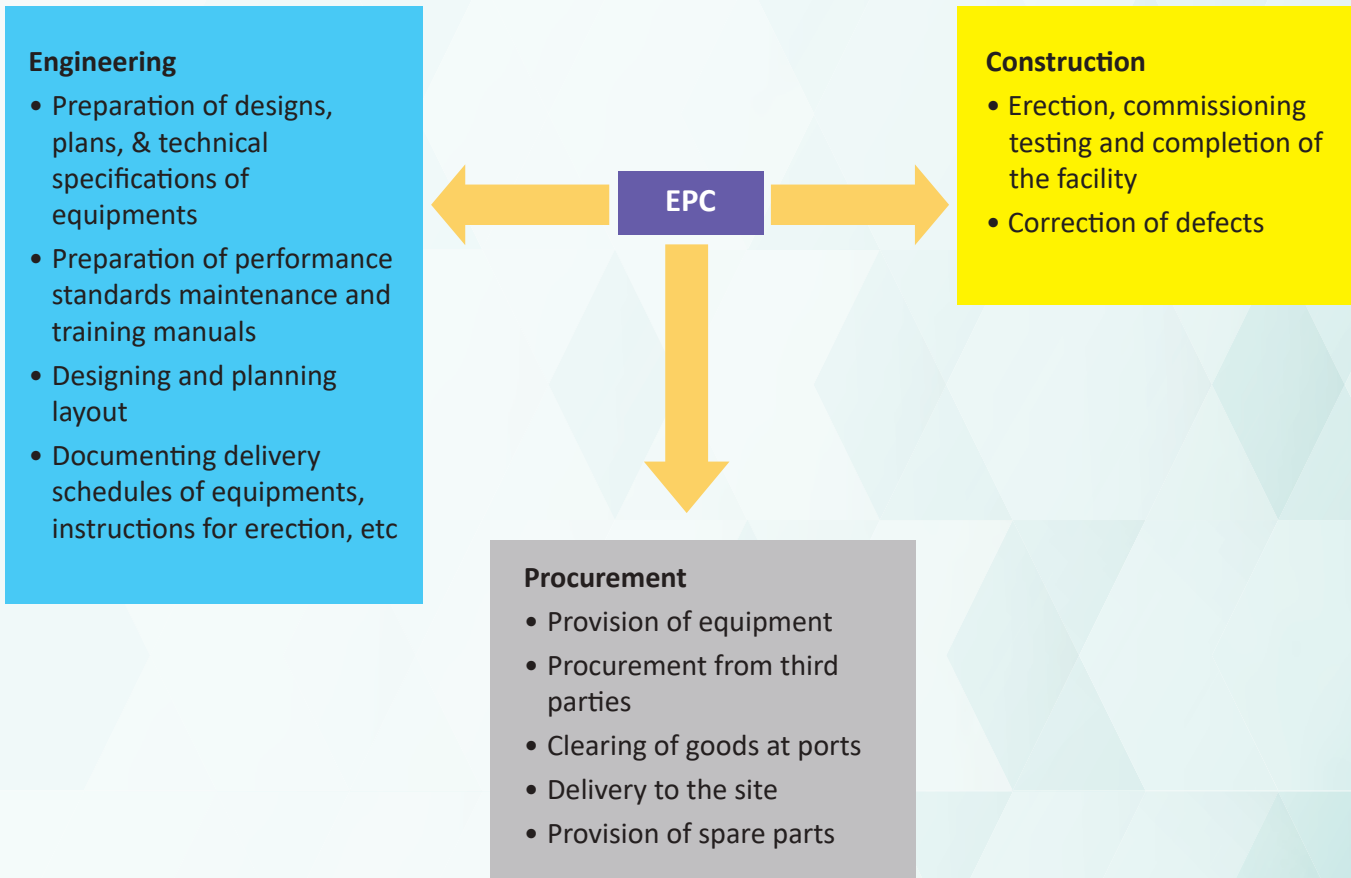 Engineering
• Preparation of designs,
plans, & technical
specifications of
equipments
• Preparation of performance
standards maintenance and
training manuals
• Designing and planning
layout
• Documenting delivery
schedules of equipments,
instructions for erection, etc
EPC
Construction
• Erection, commissioning
testing and completion of
the facility
• Correction of defects
Procurement
• Provision of equipment
• Procurement from third
parties
• Clearing of goods at ports
• Delivery to the site
• Provision of spare parts